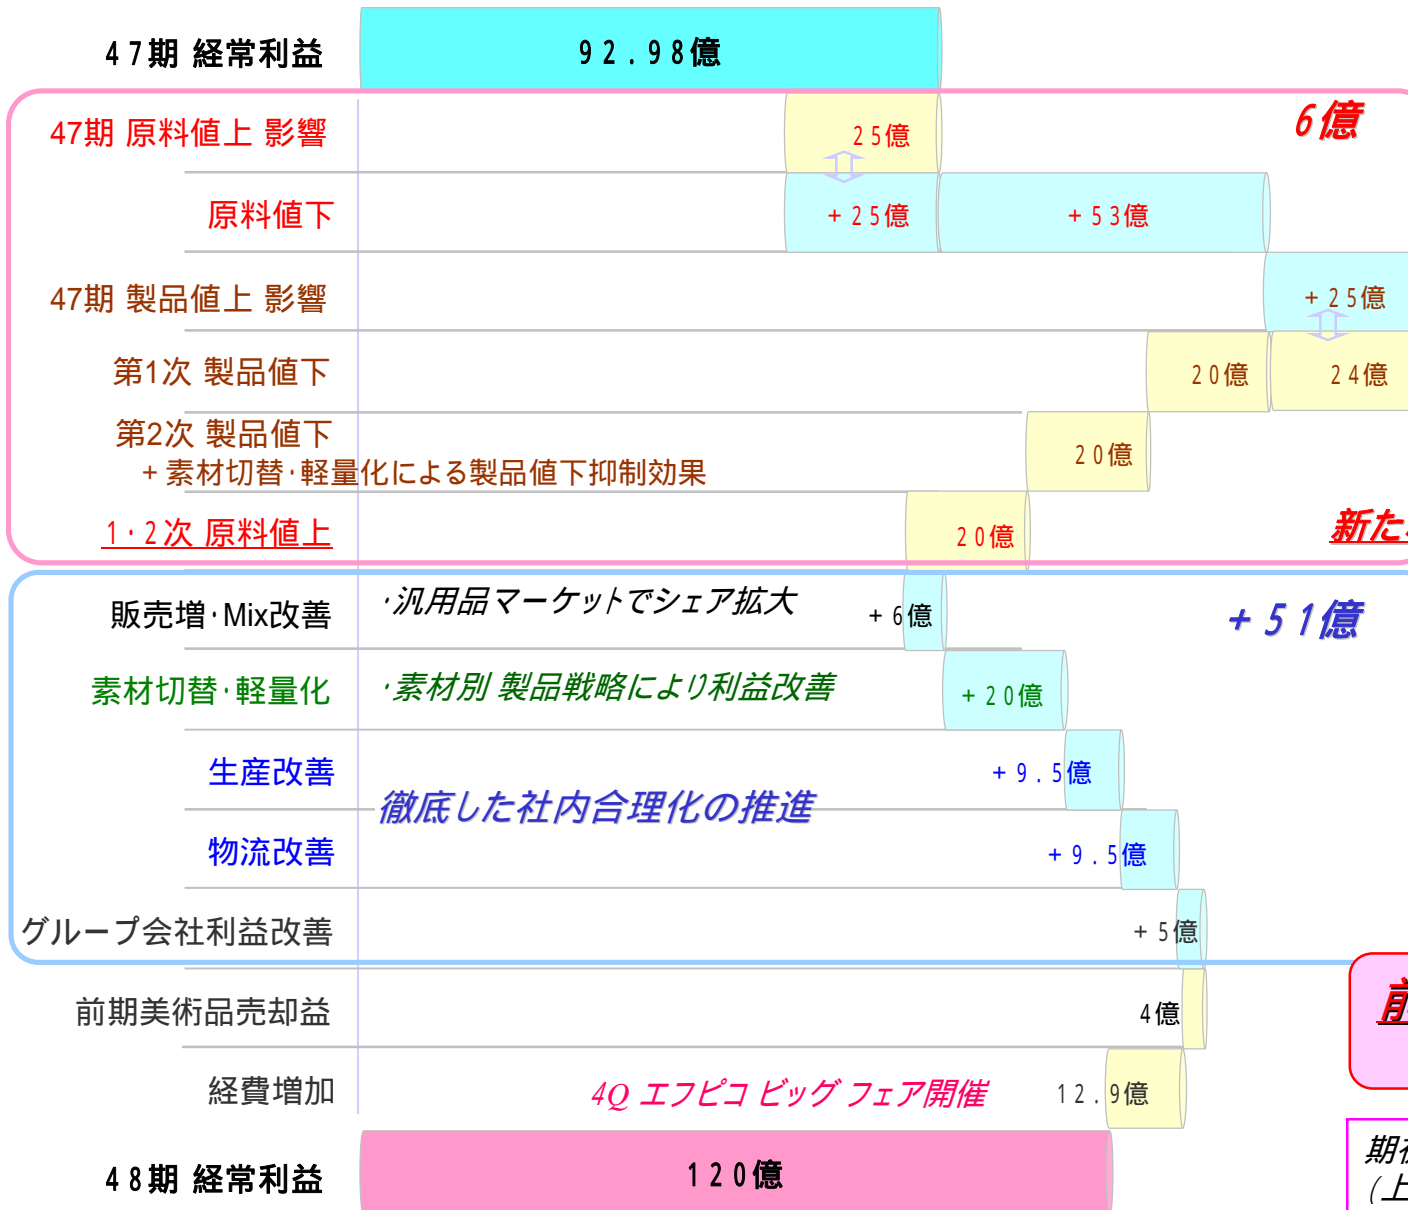 47期 経常利益
92.98億
47期 原料値上 影響
25億
6億
原料値下
+25億
+53億
47期 製品値上 影響
+25億
第1次 製品値下
20億
24億
第2次 製品値下
+素材切替・軽量化による製品値下抑制効果
20億
1・2次 原料値上
20億
新た
販売増・Mix改善
・汎用品マーケットでシェア拡大
+6億
+51億
素材切替・軽量化
・素材別 製品戦略により利益改善
+20億
生産改善
+9.5億
徹底した社内合理化の推進
物流改善
+9.5億
グループ会社利益改善
+5億
前期美術品売却益
4億
前
経費増加
4Q エフピコ ビッグ フェア開催
12.9億
48期 経常利益
120億
期初
(上